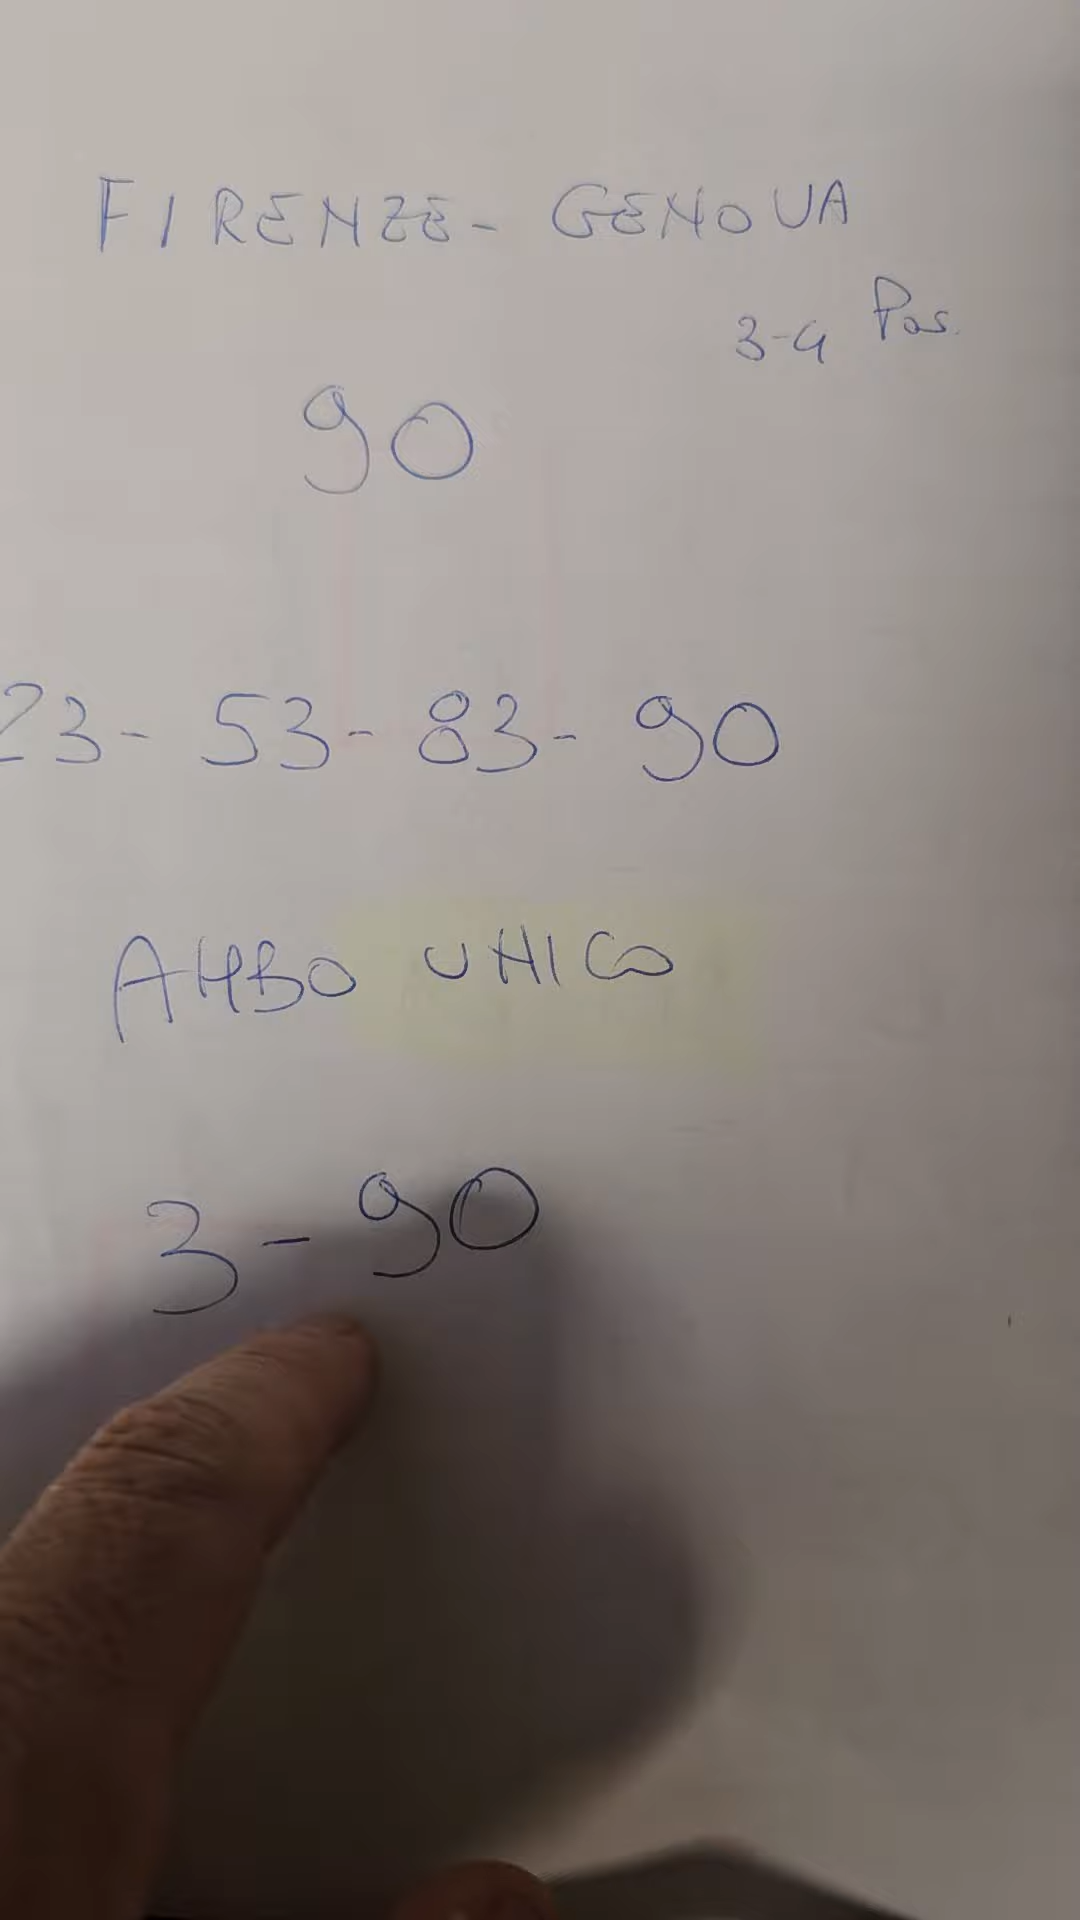 FIRENZE - GENOVA
3-4 Pos.
90
23 - 53 - 83 - 90
AMBO UNICO
3 - 90